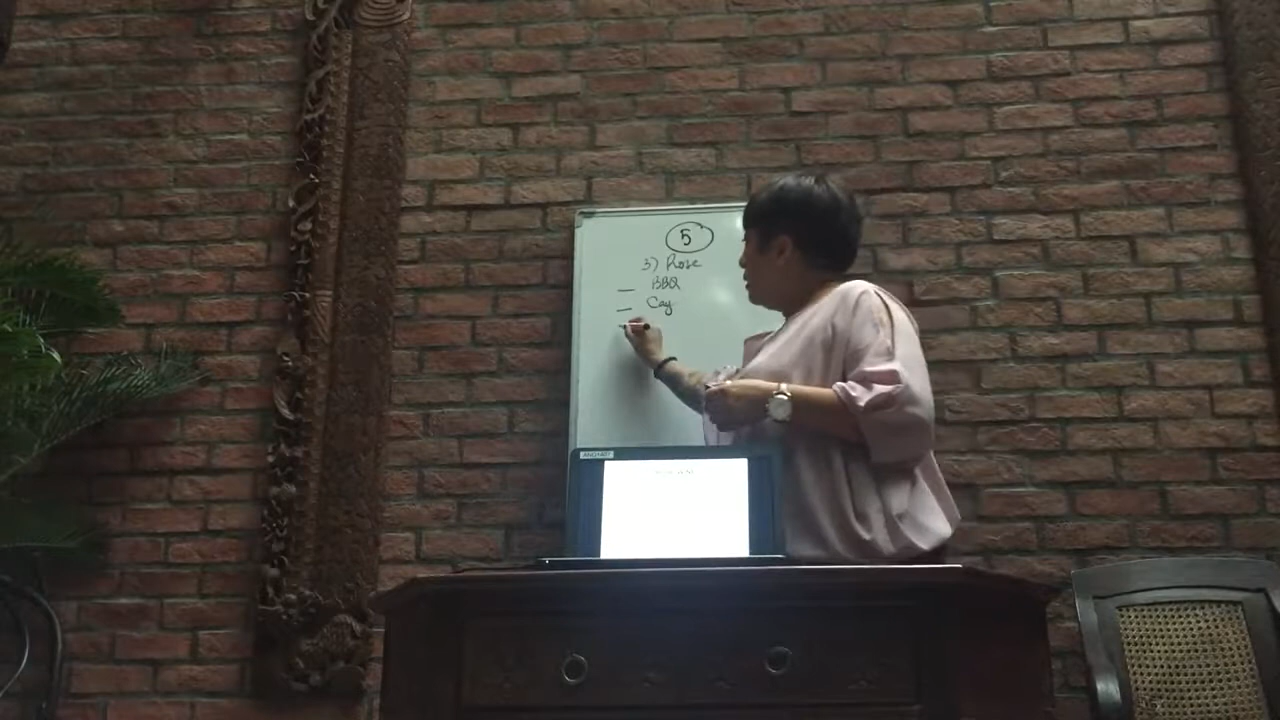 5
3) Rose
— BBQ
— Cay